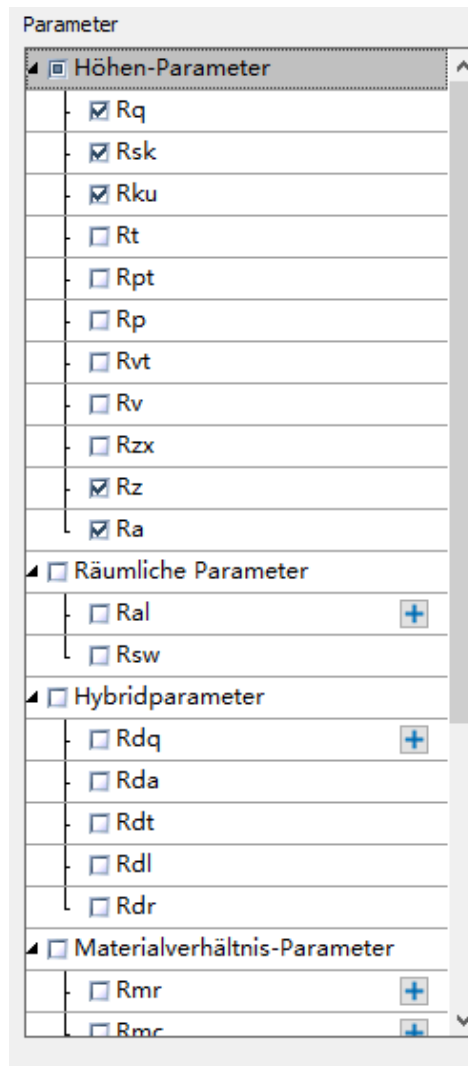 Parameter
Höhen-Parameter
Rq
Rsk
Rku
Rt
Rpt
Rp
Rvt
Rv
Rzx
Rz
Ra
Räumliche Parameter
Ral
Rsw
Hybridparameter
Rdq
Rda
Rdt
Rdl
Rdr
Materialverhältnis-Parameter
Rmr
Rmc